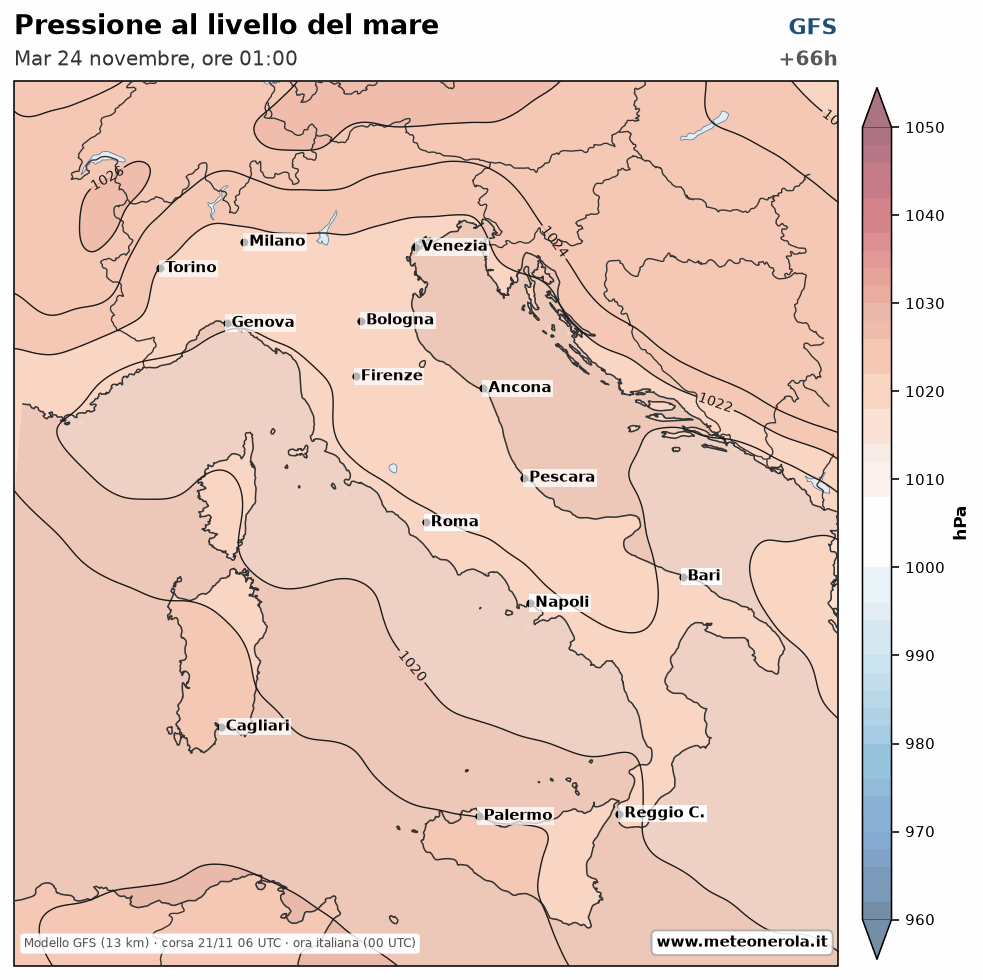 Pressione al livello del mare
GFS
Mar 24 novembre, ore 01:00
+66h
10
1026
1024
Milano
Venezia
Torino
Genova
Bologna
Firenze
Ancona
1022
Pescara
Roma
Bari
Napoli
1020
Cagliari
Palermo
Reggio C.
1050
1040
1030
1020
1010
1000
990
980
970
960
hPa
Modello GFS (13 km) · corsa 21/11 06 UTC · ora italiana (00 UTC)
www.meteonerola.it